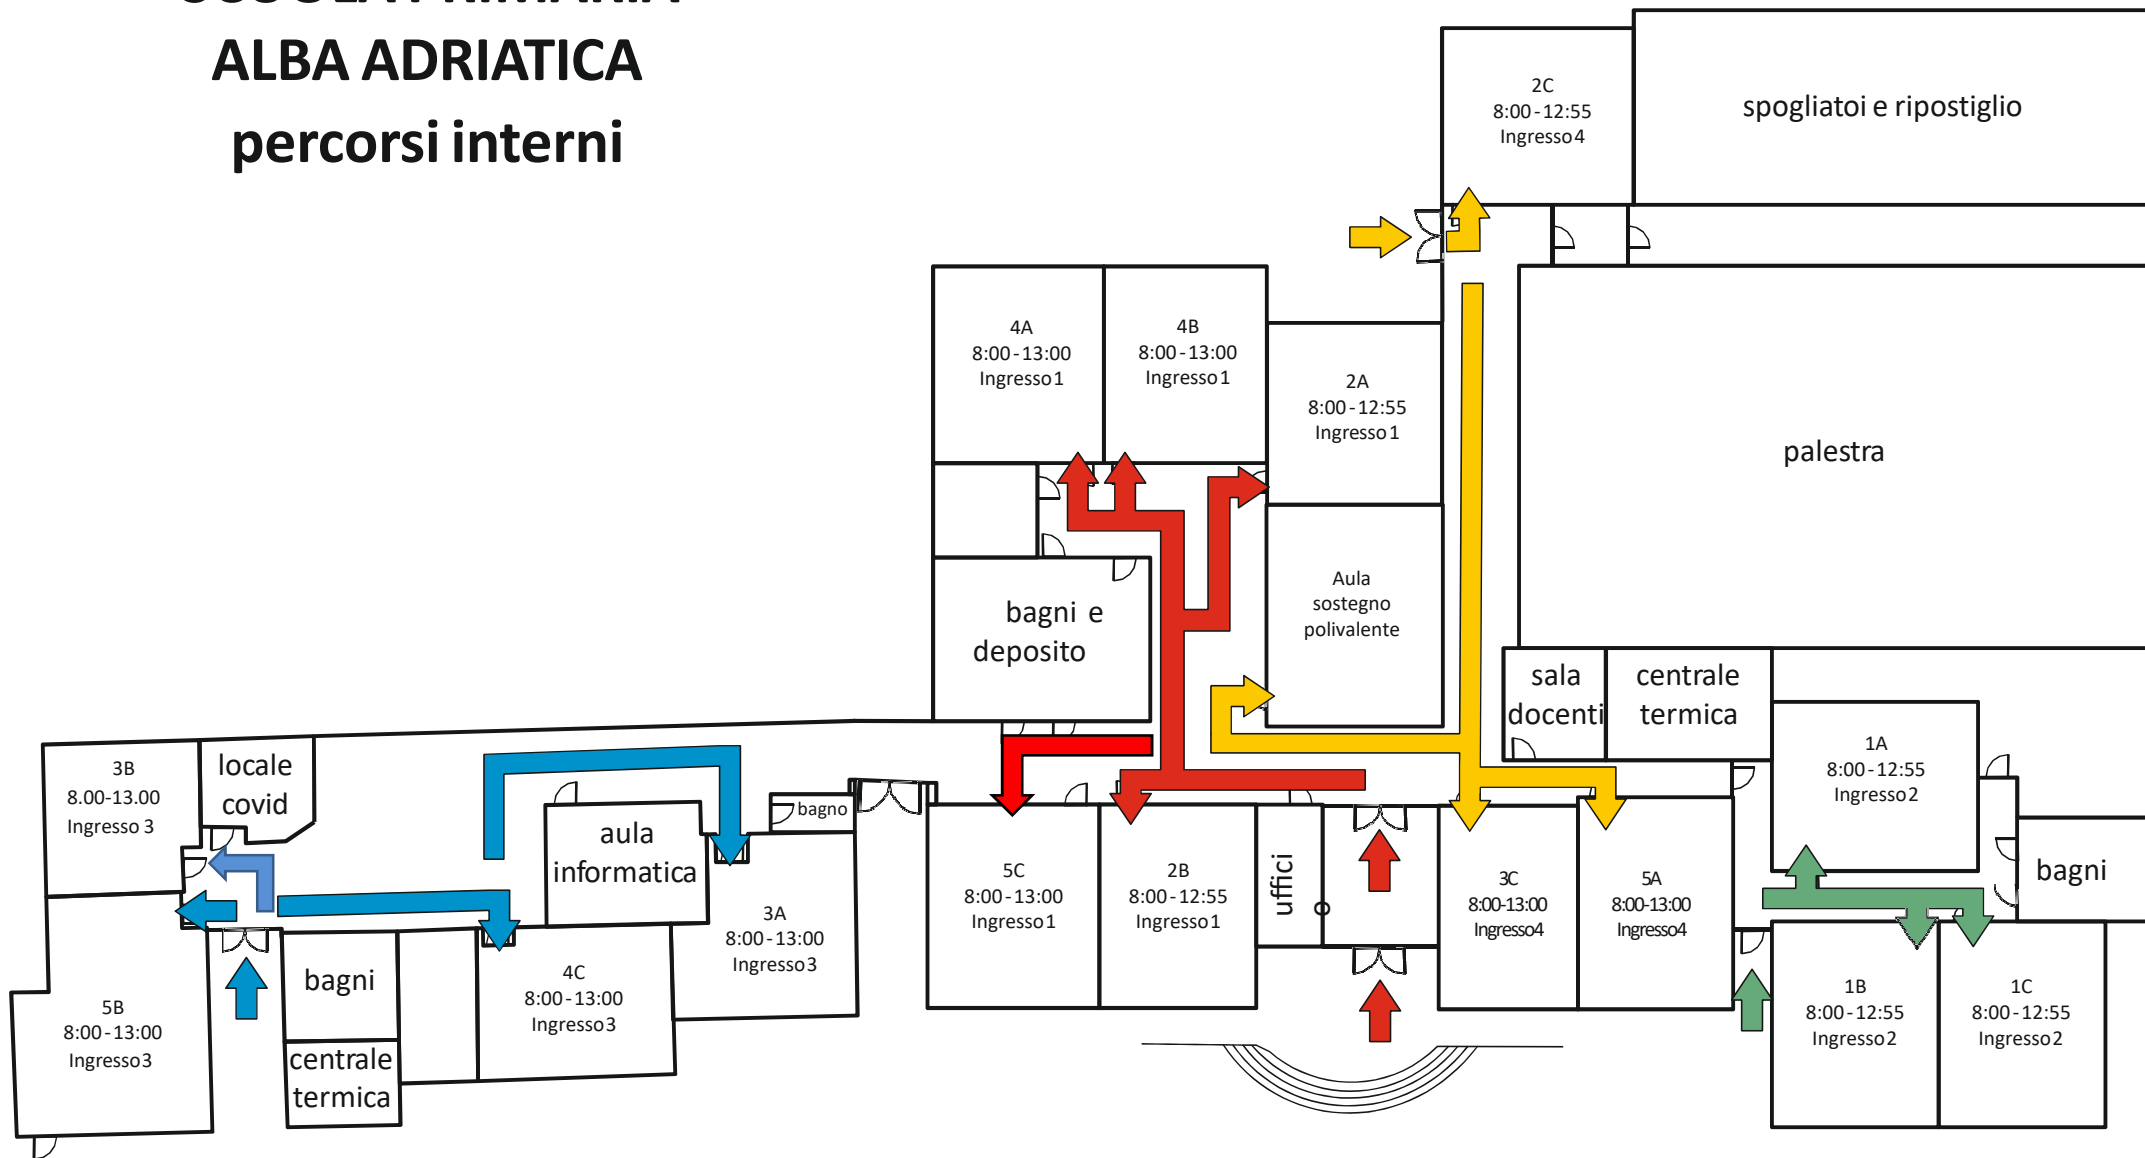 ALBA ADRIATICA
percorsi interni
2C
8:00-12:55
Ingresso 4
spogliatoi e ripostiglio
4A
8:00-13:00
Ingresso 1
4B
8:00-13:00
Ingresso 1
2A
8:00-12:55
Ingresso 1
palestra
Aula
sostegno
polivalente
bagni e
deposito
sala
docenti
centrale
termica
3B
8.00-13.00
Ingresso 3
locale
covid
aula
informatica
bagno
3A
8:00-13:00
Ingresso 3
5C
8:00-13:00
Ingresso 1
2B
8:00-12:55
Ingresso 1
uffici
o
3C
8:00-13:00
Ingresso4
5A
8:00-13:00
Ingresso4
1A
8:00-12:55
Ingresso 2
bagni
5B
8:00-13:00
Ingresso 3
bagni
centrale
termica
4C
8:00-13:00
Ingresso 3
1B
8:00-12:55
Ingresso 2
1C
8:00-12:55
Ingresso 2